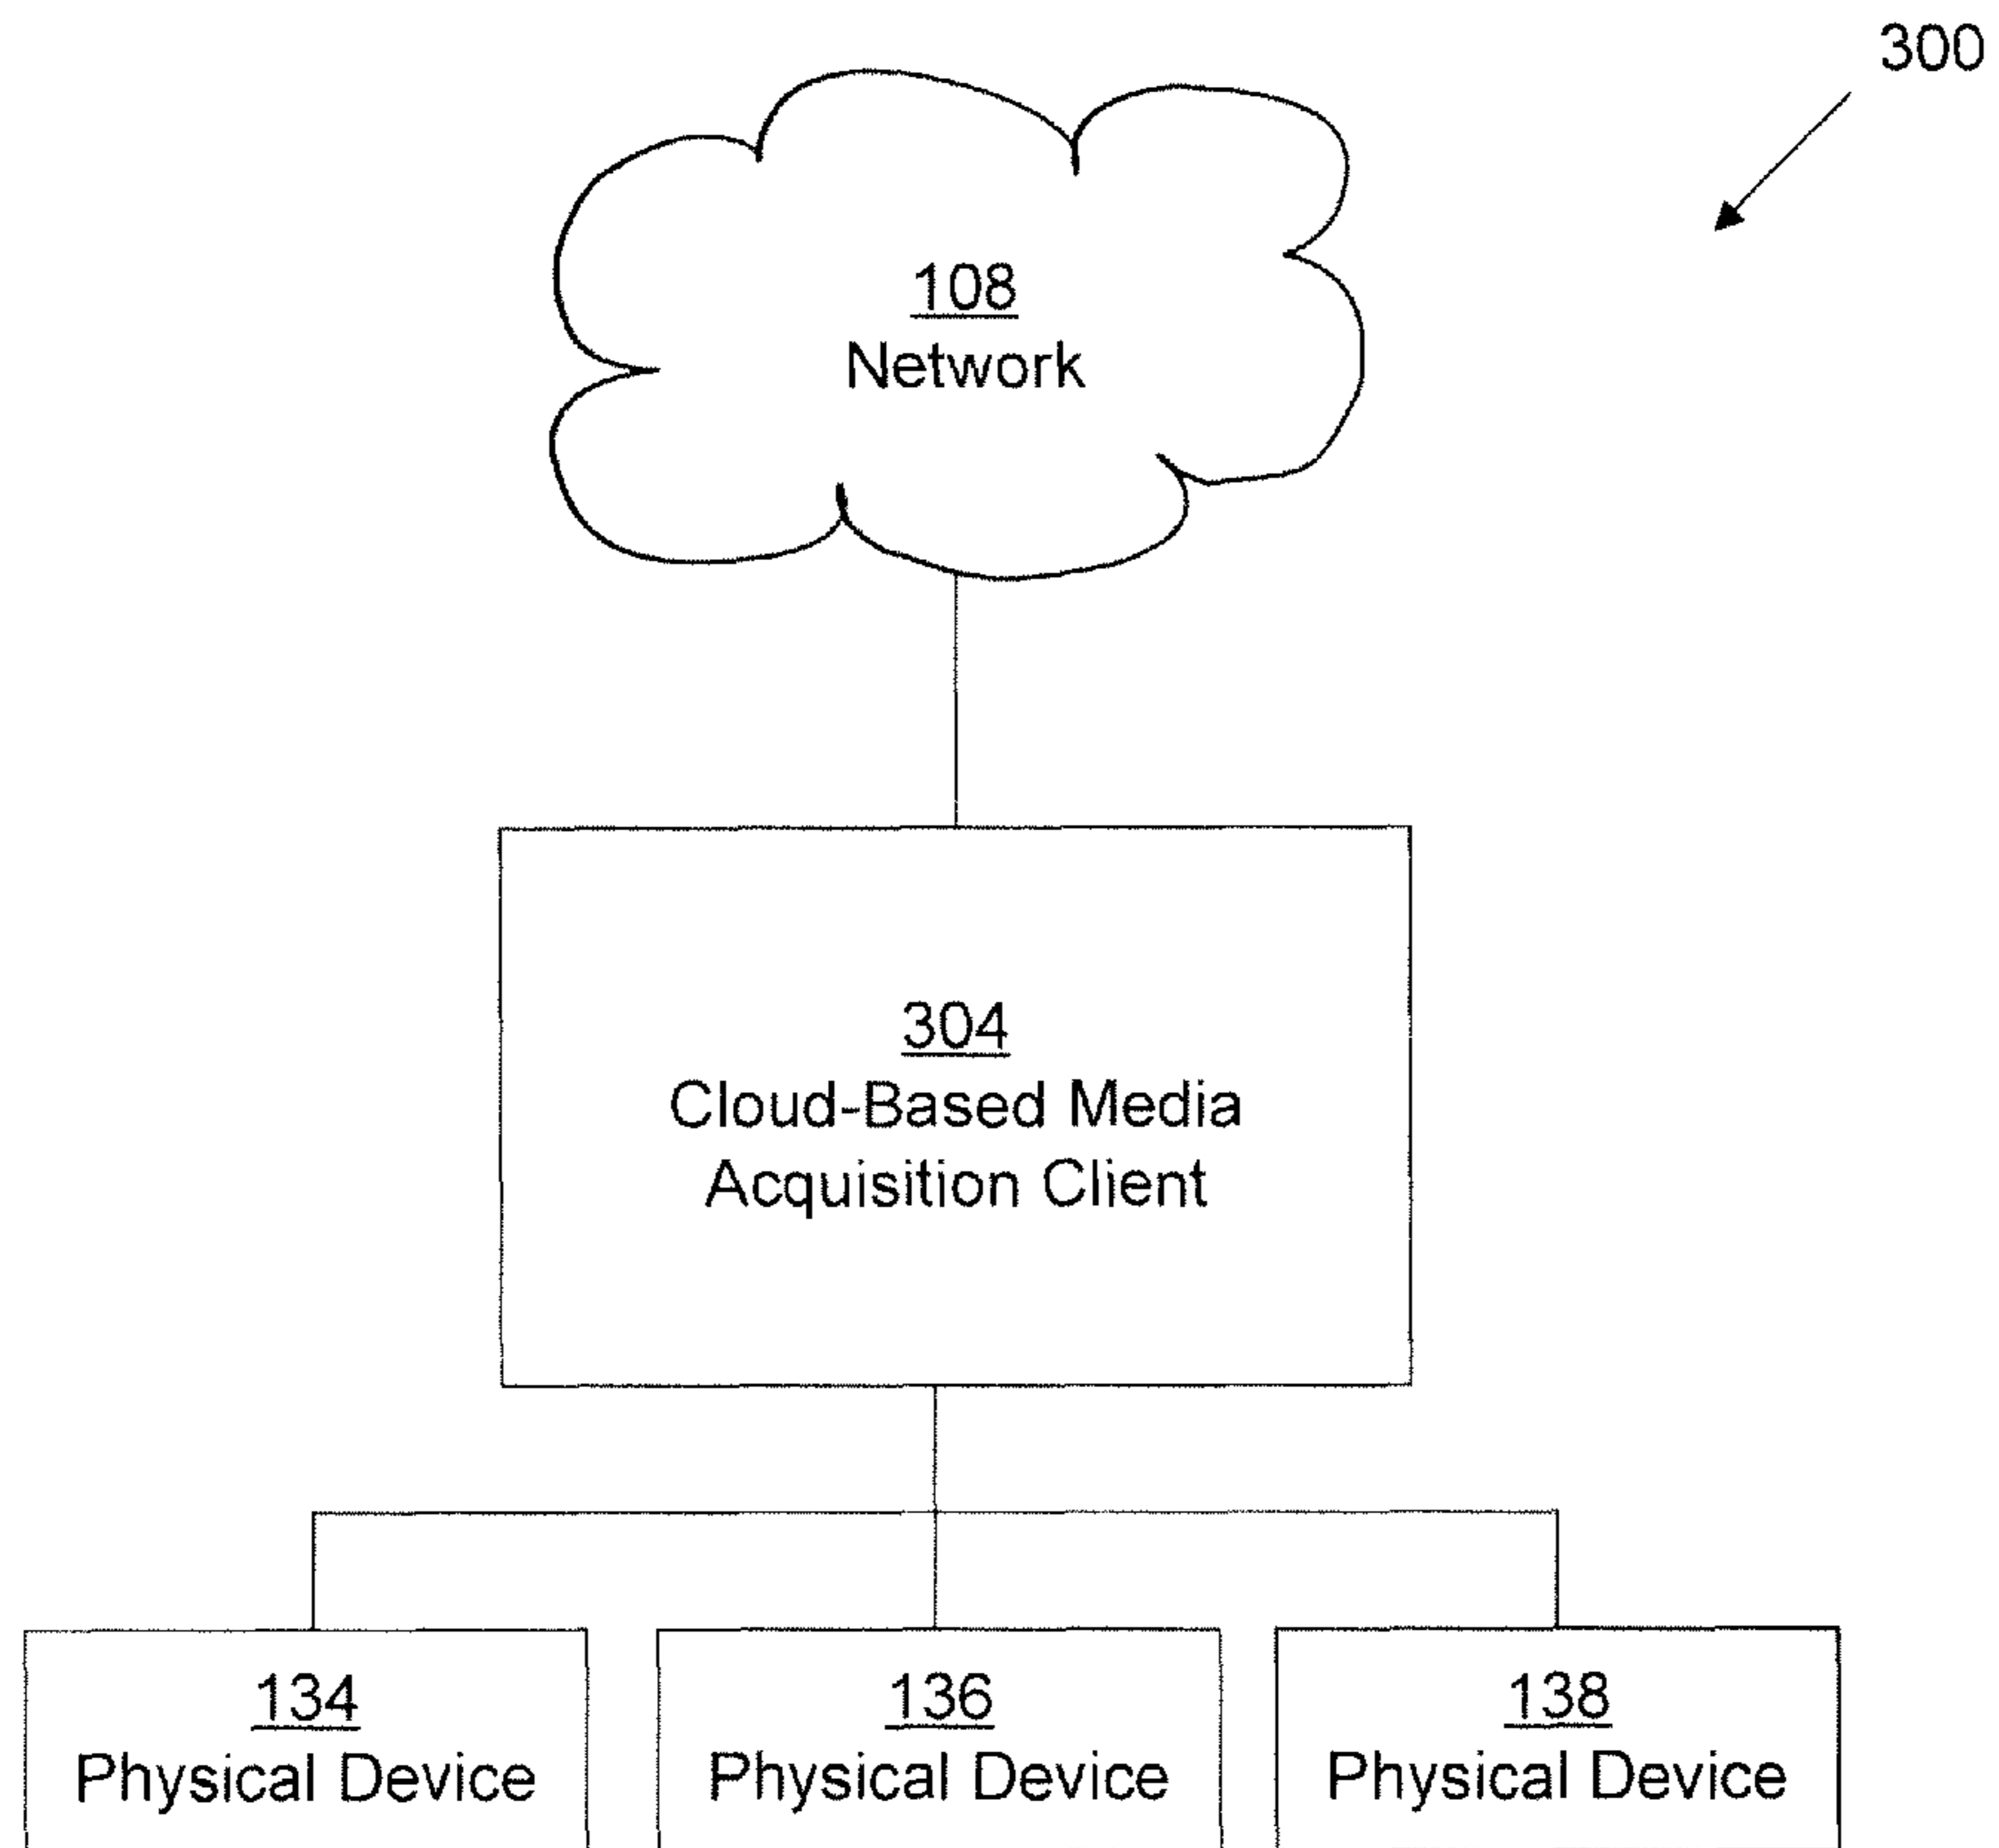 300
108
Network
304
Cloud-Based Media
Acquisition Client
134
Physical Device
136
Physical Device
138
Physical Device